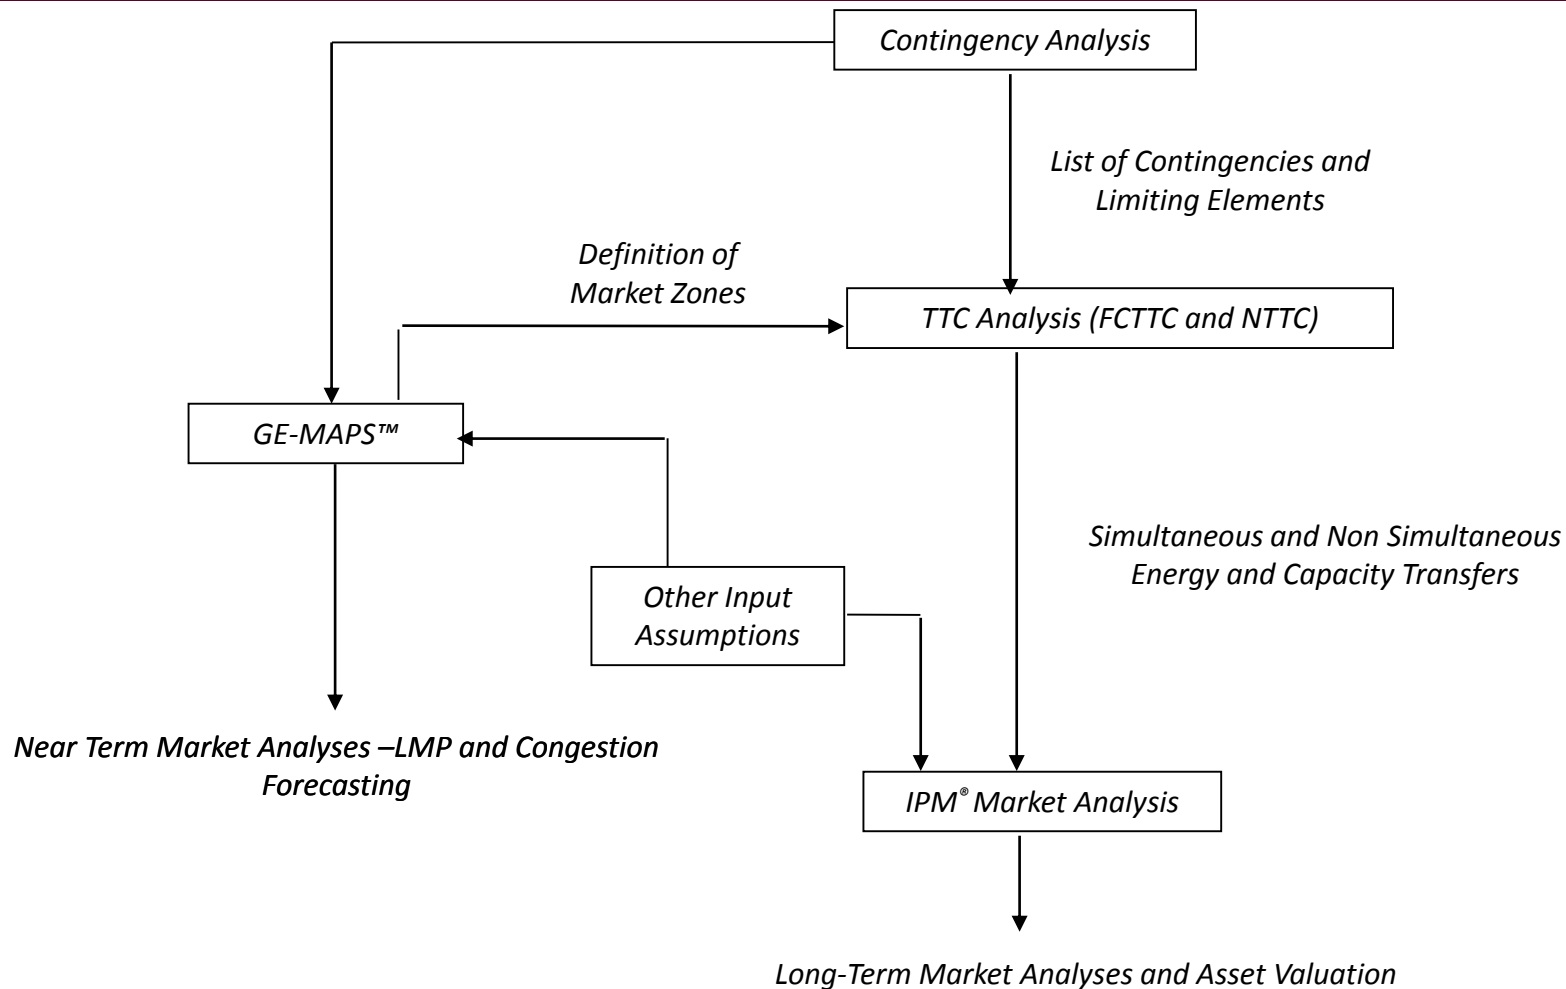 Contingency Analysis
List of Contingencies and
Limiting Elements
Definition of
Market Zones
TTC Analysis (FCTTC and NTTC)
GE-MAPS™
Simultaneous and Non Simultaneous
Energy and Capacity Transfers
Other Input
Assumptions
Near Term Market Analyses –LMP and Congestion
Forecasting
IPM® Market Analysis
Long-Term Market Analyses and Asset Valuation